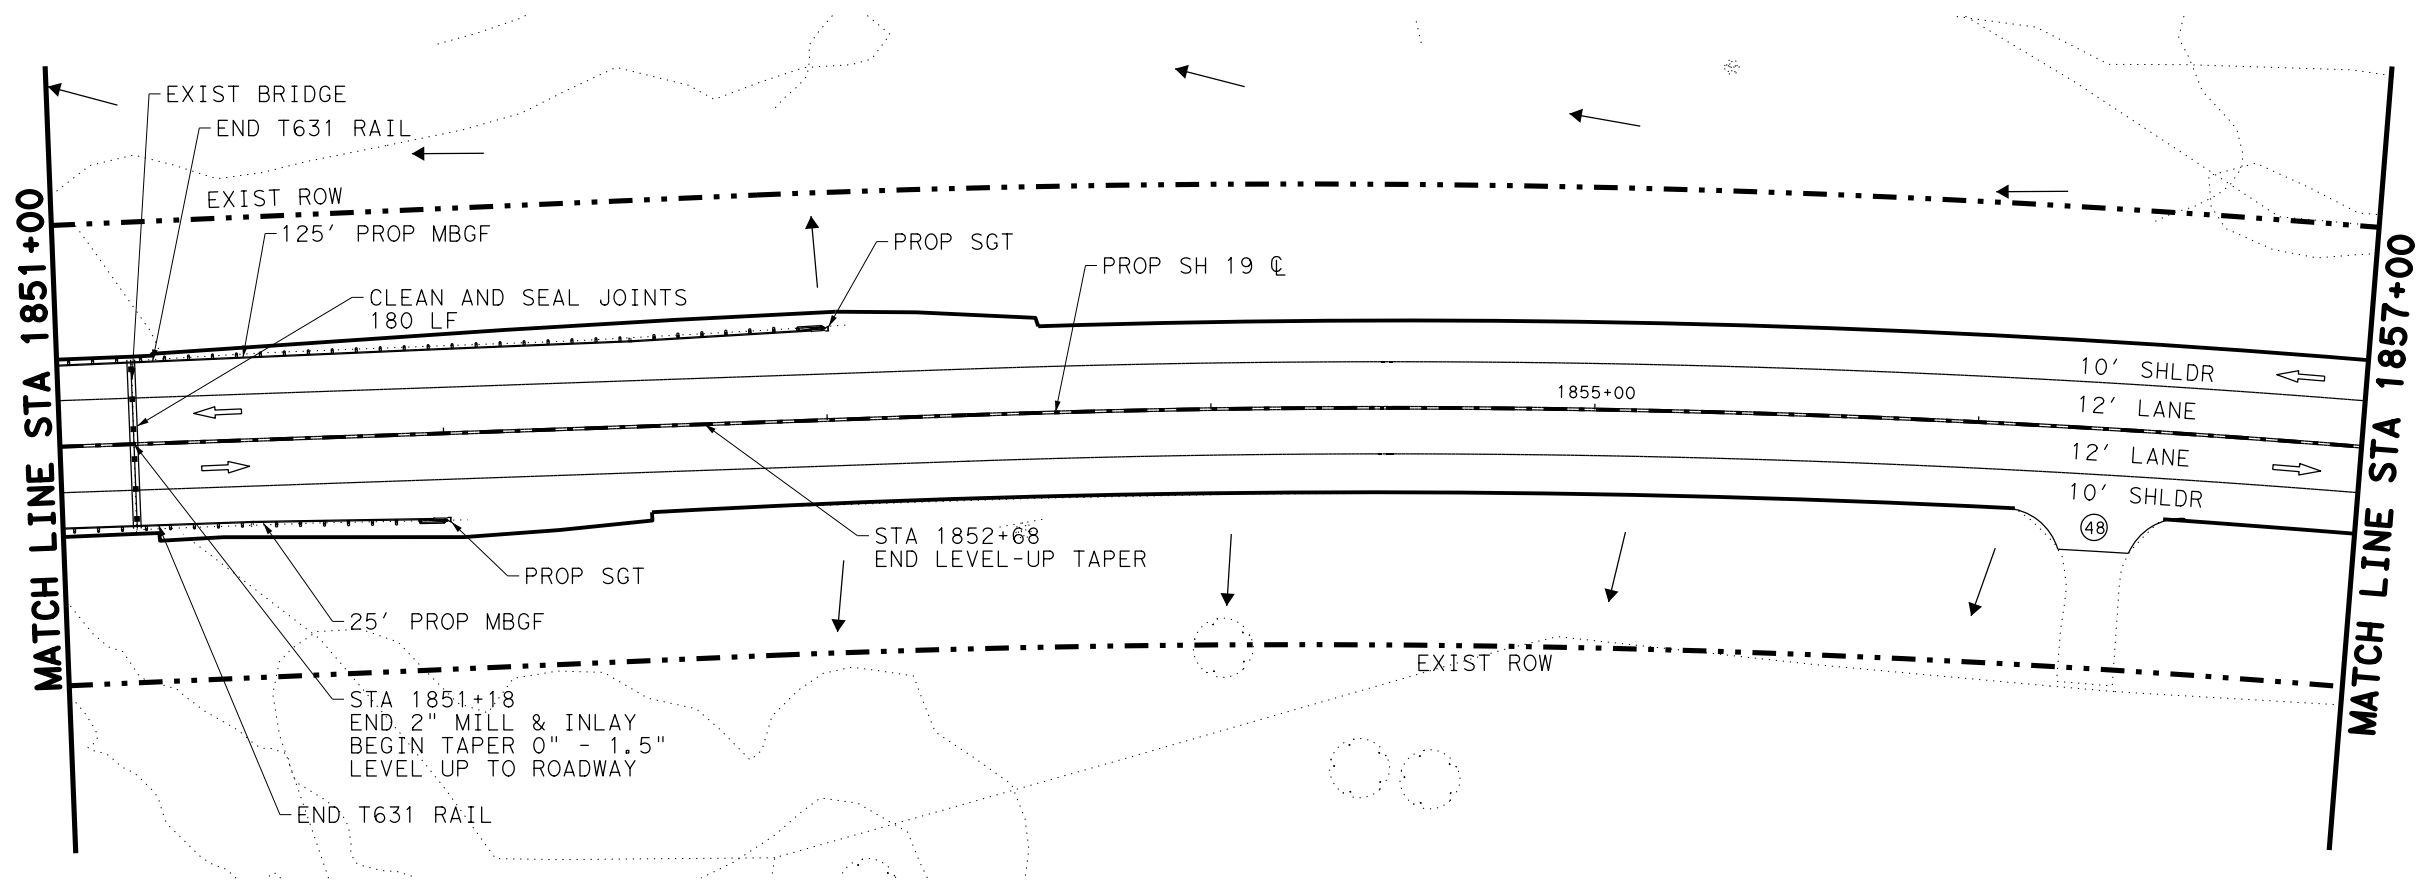 EXIST BRIDGE
END T631 RAIL
EXIST ROW
125' PROP MBGF
PROP SGT
PROP SH 19 ℄
CLEAN AND SEAL JOINTS
180 LF
MATCH LINE STA 1851+00
MATCH LINE STA 1857+00
10' SHLDR
1855+00
12' LANE
12' LANE
10' SHLDR
48
STA 1852+68
END LEVEL-UP TAPER
PROP SGT
25' PROP MBGF
EXIST ROW
STA 1851+18
END 2" MILL & INLAY
BEGIN TAPER 0" - 1.5"
LEVEL UP TO ROADWAY
END T631 RAIL